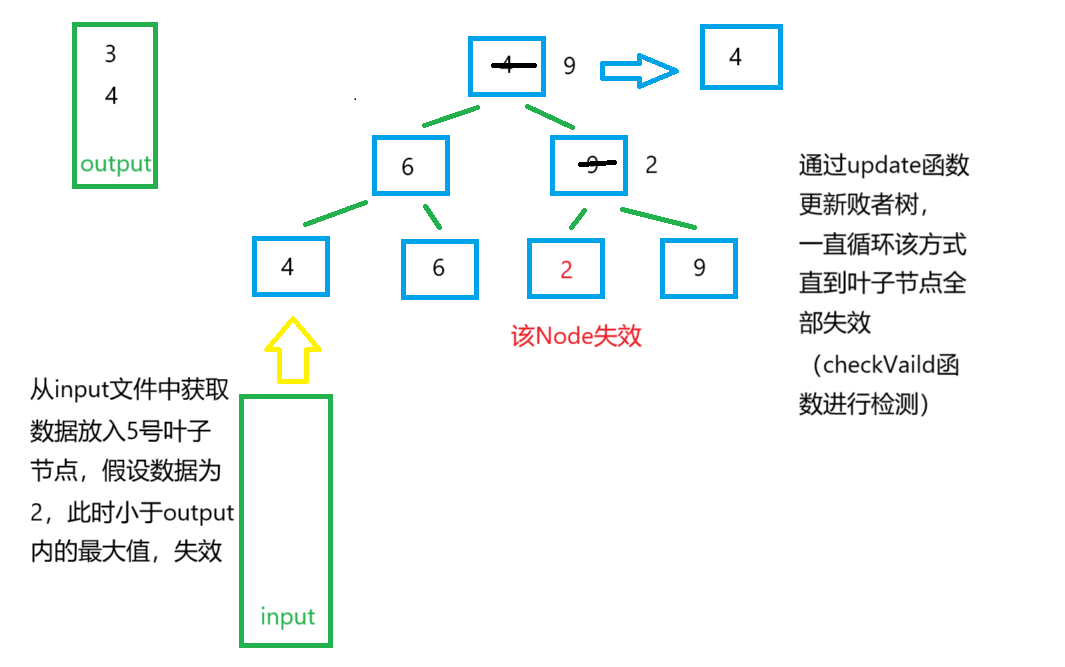 3
4
output
4 9
4
6
9 2
4
6
2
9
该Node失效
通过update函数
更新败者树，
一直循环该方式
直到叶子节点全
部失效
（checkVaild函
数进行检测）
从input文件中获取
数据放入5号叶子
节点，假设数据为
2，此时小于output
内的最大值，失效
input